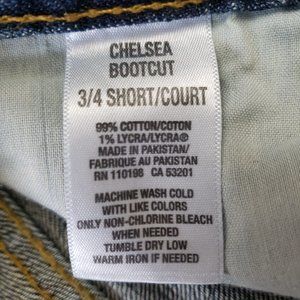 CHELSEA
BOOTCUT
3/4 SHORT/COURT
99% COTTON/COTON
1% LYCRA/LYCRA®
MADE IN PAKISTAN/
FABRIQUE AU PAKISTAN
RN 110198 CA 53201
MACHINE WASH COLD
WITH LIKE COLORS
ONLY NON-CHLORINE BLEACH
WHEN NEEDED
TUMBLE DRY LOW
WARM IRON IF NEEDED